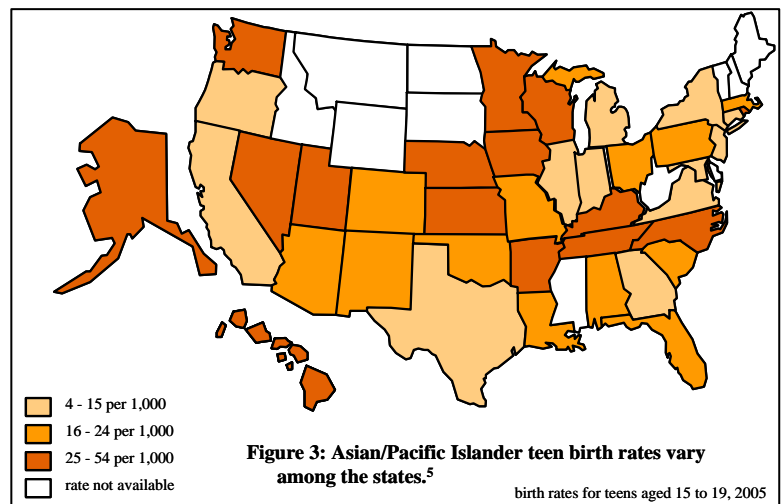 4 - 15 per 1,000
16 - 24 per 1,000
25 - 54 per 1,000
rate not available
Figure 3: Asian/Pacific Islander teen birth rates vary
among the states.5
birth rates for teens aged 15 to 19, 2005